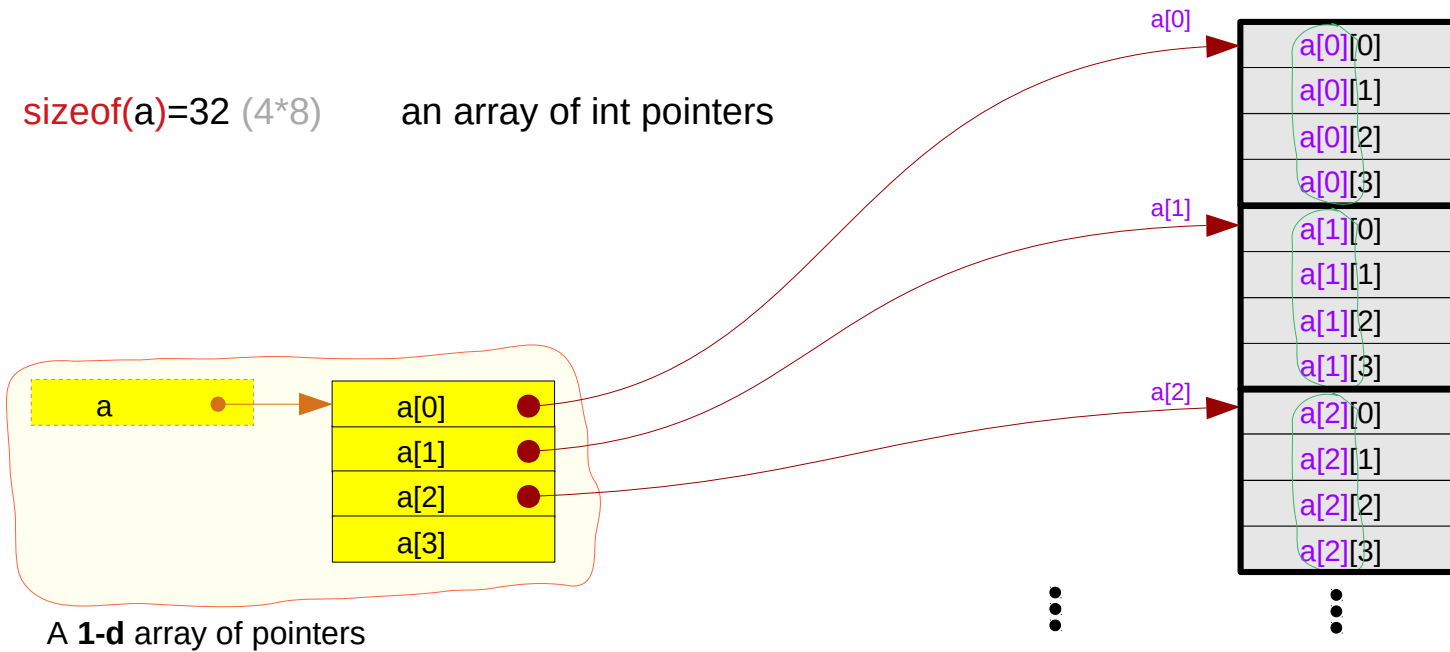 a[0]
a[0][0]
a[0][1]
sizeof(a)=32 (4*8) an array of int pointers
a[0][2]
a[0][3]
a[1]
a[1][0]
a[1][1]
a[1][2]
a[1][3]
a
a[0]
a[1]
a[2]
a[3]
a[2]
a[2][0]
a[2][1]
a[2][2]
a[2][3]
A 1-d array of pointers